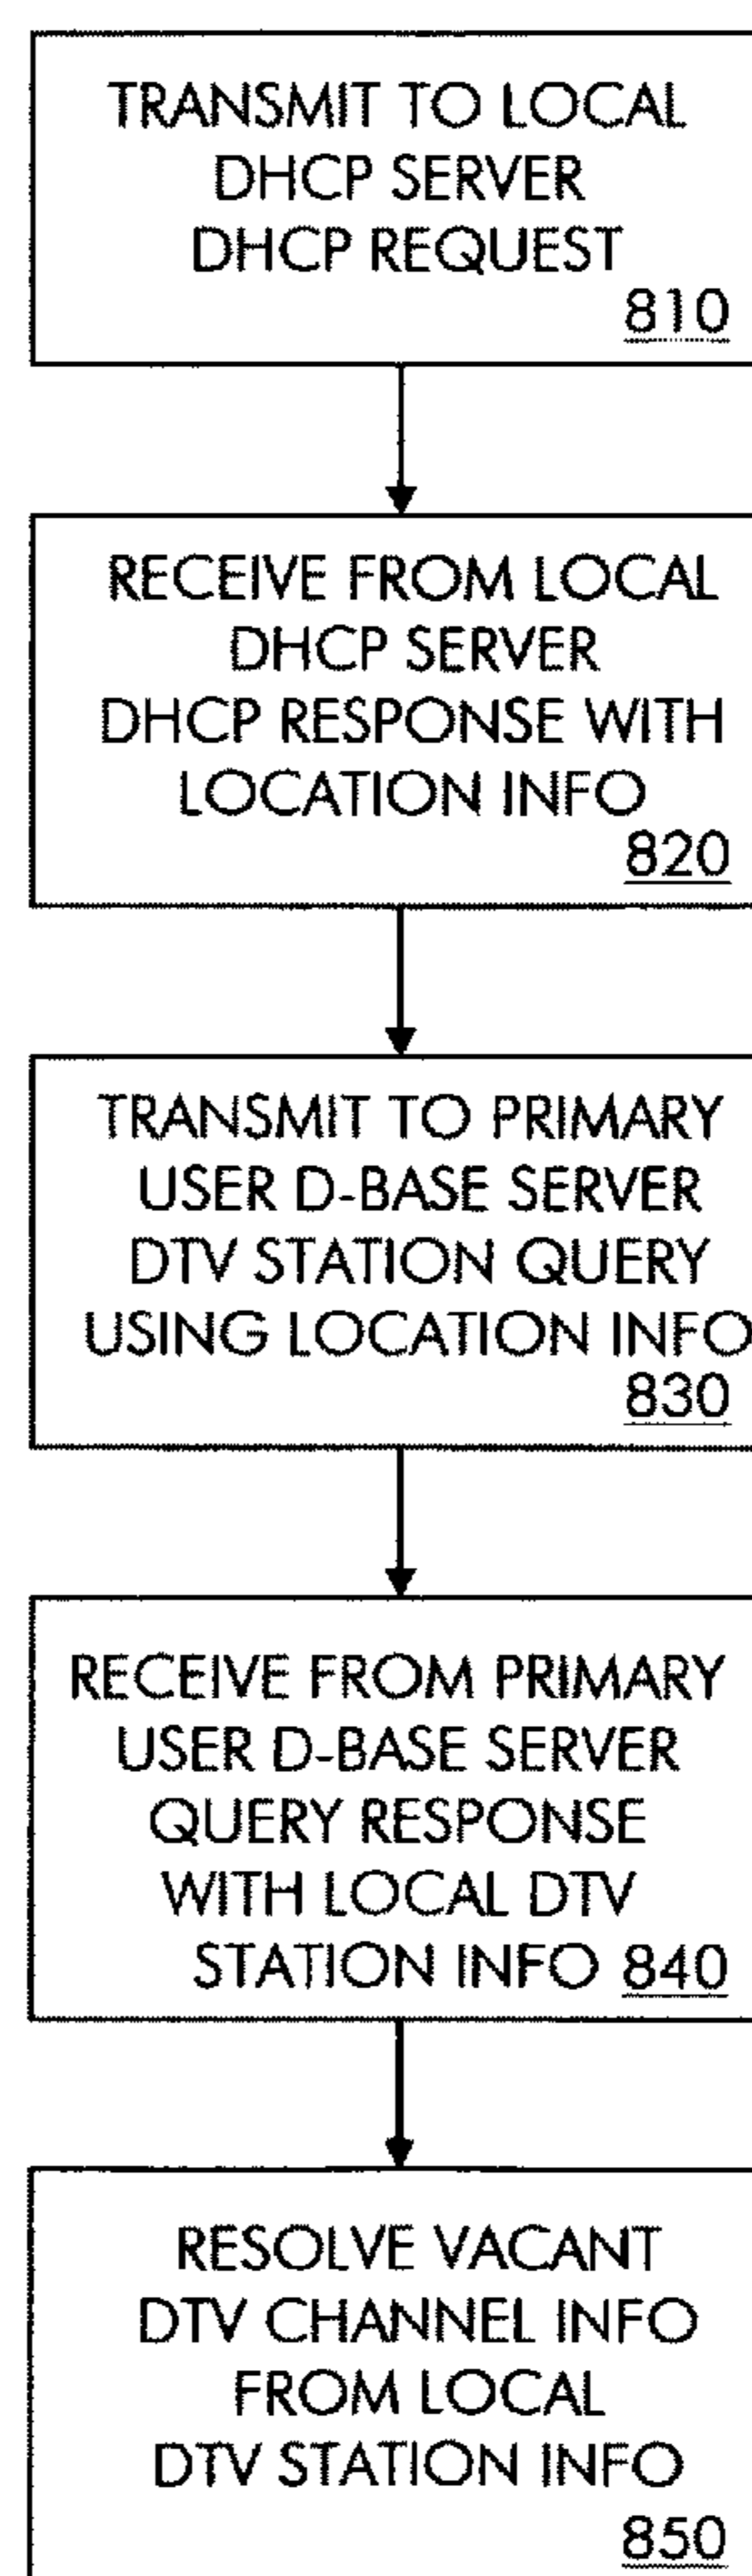 TRANSMIT TO LOCAL
DHCP SERVER
DHCP REQUEST
810
RECEIVE FROM LOCAL
DHCP SERVER
DHCP RESPONSE WITH
LOCATION INFO
820
TRANSMIT TO PRIMARY
USER D-BASE SERVER
DTV STATION QUERY
USING LOCATION INFO
830
RECEIVE FROM PRIMARY
USER D-BASE SERVER
QUERY RESPONSE
WITH LOCAL DTV
STATION INFO 840
RESOLVE VACANT
DTV CHANNEL INFO
FROM LOCAL
DTV STATION INFO
850